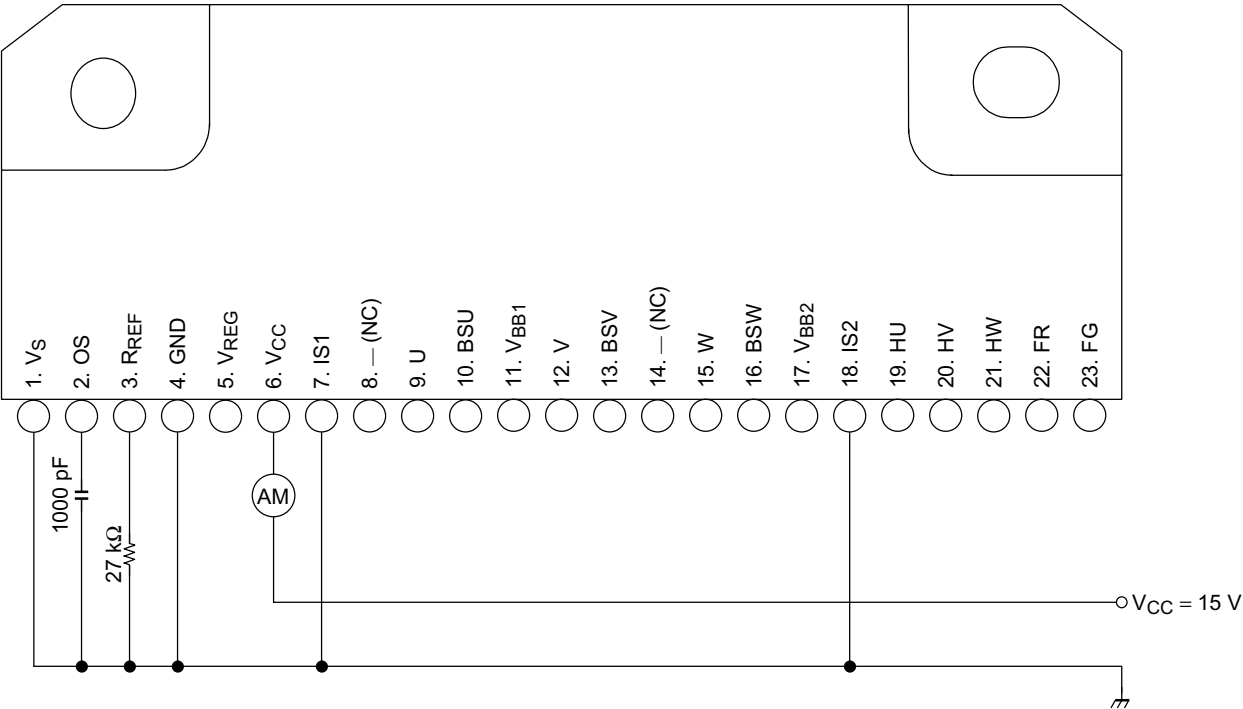 1. VS
2. OS
3. RREF
4. GND
5. VREG
6. VCC
7. IS1
8. — (NC)
9. U
10. BSU
11. VBB1
12. V
13. BSV
14. — (NC)
15. W
16. BSW
17. VBB2
18. IS2
19. HU
20. HV
21. HW
22. FR
23. FG
1000 pF
27 kΩ
AM
VCC = 15 V